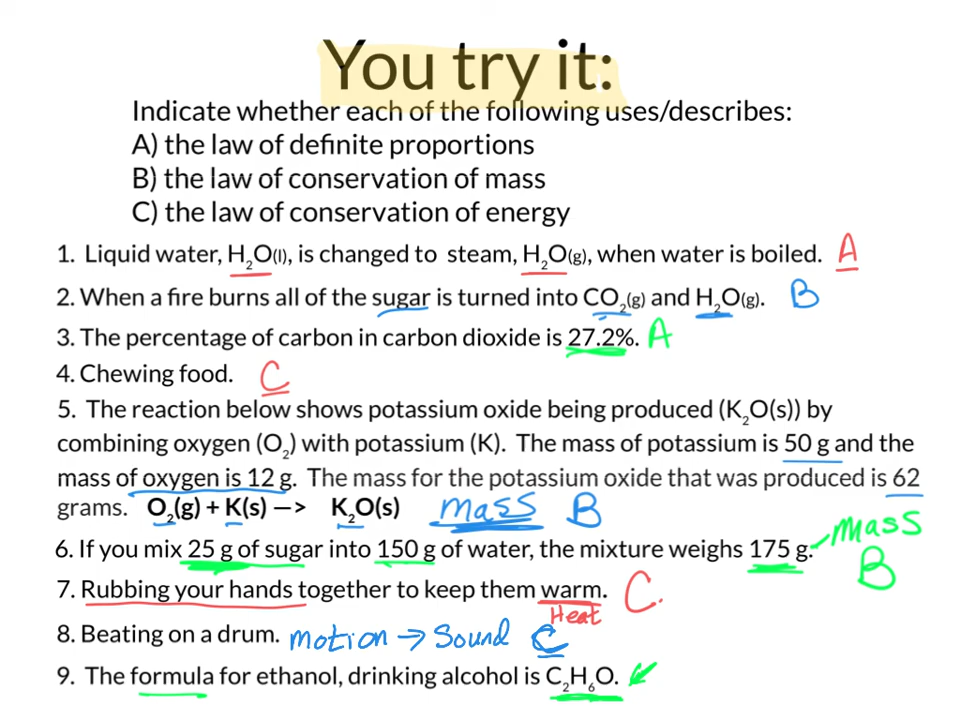 You try it:
Indicate whether each of the following uses/describes:
A) the law of definite proportions
B) the law of conservation of mass
C) the law of conservation of energy
1. Liquid water, H₂O(l), is changed to steam, H₂O(g), when water is boiled. A
2. When a fire burns all of the sugar is turned into CO₂(g) and H₂O(g). B
3. The percentage of carbon in carbon dioxide is 27.2%. A
4. Chewing food. C
5. The reaction below shows potassium oxide being produced (K₂O(s)) by
combining oxygen (O₂) with potassium (K). The mass of potassium is 50 g and the
mass of oxygen is 12 g. The mass for the potassium oxide that was produced is 62
grams. O₂(g) + K(s) —> K₂O(s) mass B
6. If you mix 25 g of sugar into 150 g of water, the mixture weighs 175 g. mass
B
7. Rubbing your hands together to keep them warm. C.
Heat
8. Beating on a drum. motion → Sound C
9. The formula for ethanol, drinking alcohol is C₂H₆O.